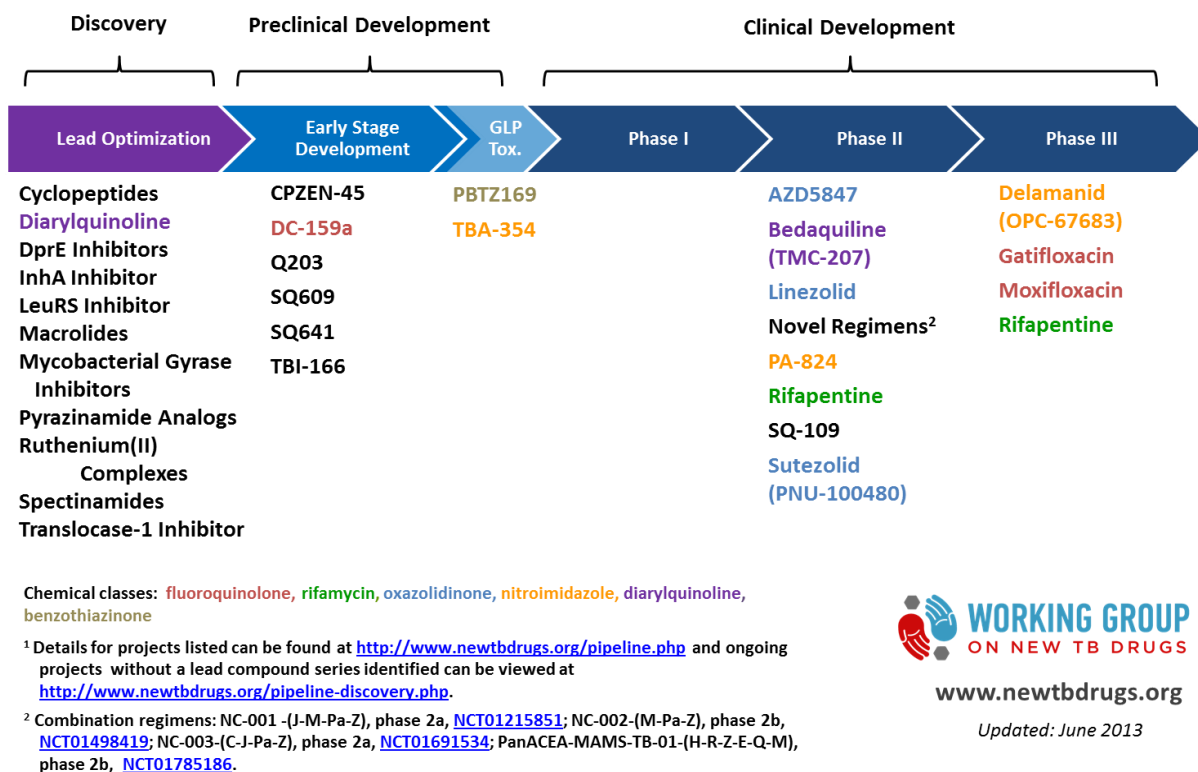 Discovery
Preclinical Development
Clinical Development
Lead Optimization
Early Stage
Development
GLP
Tox.
Phase I
Phase II
Phase III
Cyclopeptides
Diarylquinoline
DprE Inhibitors
InhA Inhibitor
LeuRS Inhibitor
Macrolides
Mycobacterial Gyrase
Inhibitors
Pyrazinamide Analogs
Ruthenium(II)
Complexes
Spectinamides
Translocase-1 Inhibitor
CPZEN-45
DC-159a
Q203
SQ609
SQ641
TBI-166
PBTZ169
TBA-354
AZD5847
Bedaquiline
(TMC-207)
Linezolid
Novel Regimens²
PA-824
Rifapentine
SQ-109
Sutezolid
(PNU-100480)
Delamanid
(OPC-67683)
Gatifloxacin
Moxifloxacin
Rifapentine
Chemical classes: fluoroquinolone, rifamycin, oxazolidinone, nitroimidazole, diarylquinoline,
benzothiazinone
¹ Details for projects listed can be found at http://www.newtbdrugs.org/pipeline.php and ongoing
projects without a lead compound series identified can be viewed at
http://www.newtbdrugs.org/pipeline-discovery.php.
² Combination regimens: NC-001 -(J-M-Pa-Z), phase 2a, NCT01215851; NC-002-(M-Pa-Z), phase 2b,
NCT01498419; NC-003-(C-J-Pa-Z), phase 2a, NCT01691534; PanACEA-MAMS-TB-01-(H-R-Z-E-Q-M),
phase 2b, NCT01785186.
WORKING GROUP
ON NEW TB DRUGS
www.newtbdrugs.org
Updated: June 2013